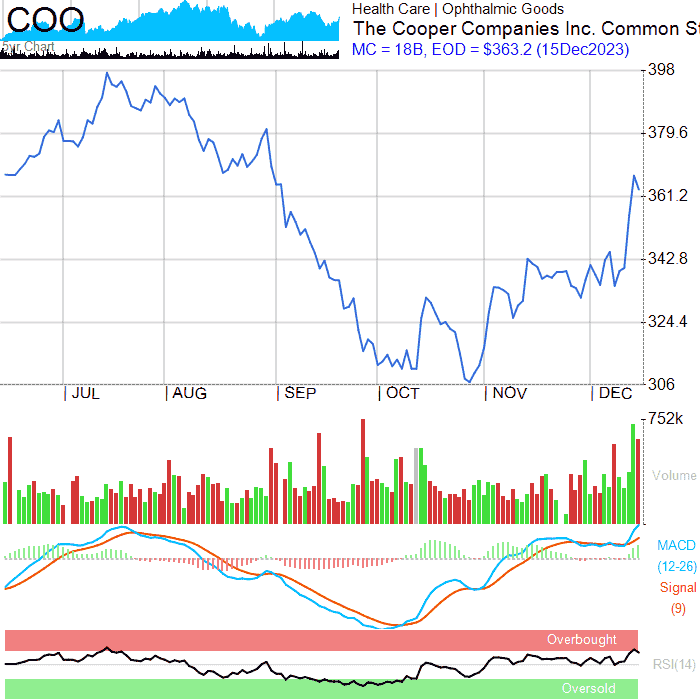 COO
5yr Chart
Health Care | Ophthalmic Goods
The Cooper Companies Inc. Common St
MC = 18B, EOD = $363.2 (15Dec2023)
398
379.6
361.2
342.8
324.4
306
| JUL | AUG | SEP | OCT | NOV | DEC
752k
Volume
MACD
(12-26)
Signal
(9)
Overbought
RSI(14)
Oversold